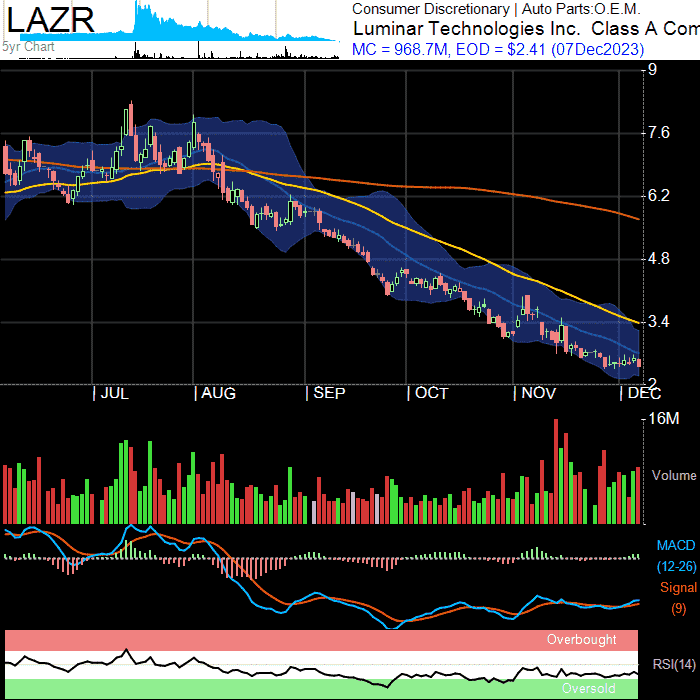 LAZR
5yr Chart
Consumer Discretionary | Auto Parts:O.E.M.
Luminar Technologies Inc. Class A Com
MC = 968.7M, EOD = $2.41 (07Dec2023)
9
7.6
6.2
4.8
3.4
2
JUL AUG SEP OCT NOV DEC
16M
Volume
MACD
(12-26)
Signal
(9)
Overbought
RSI(14)
Oversold